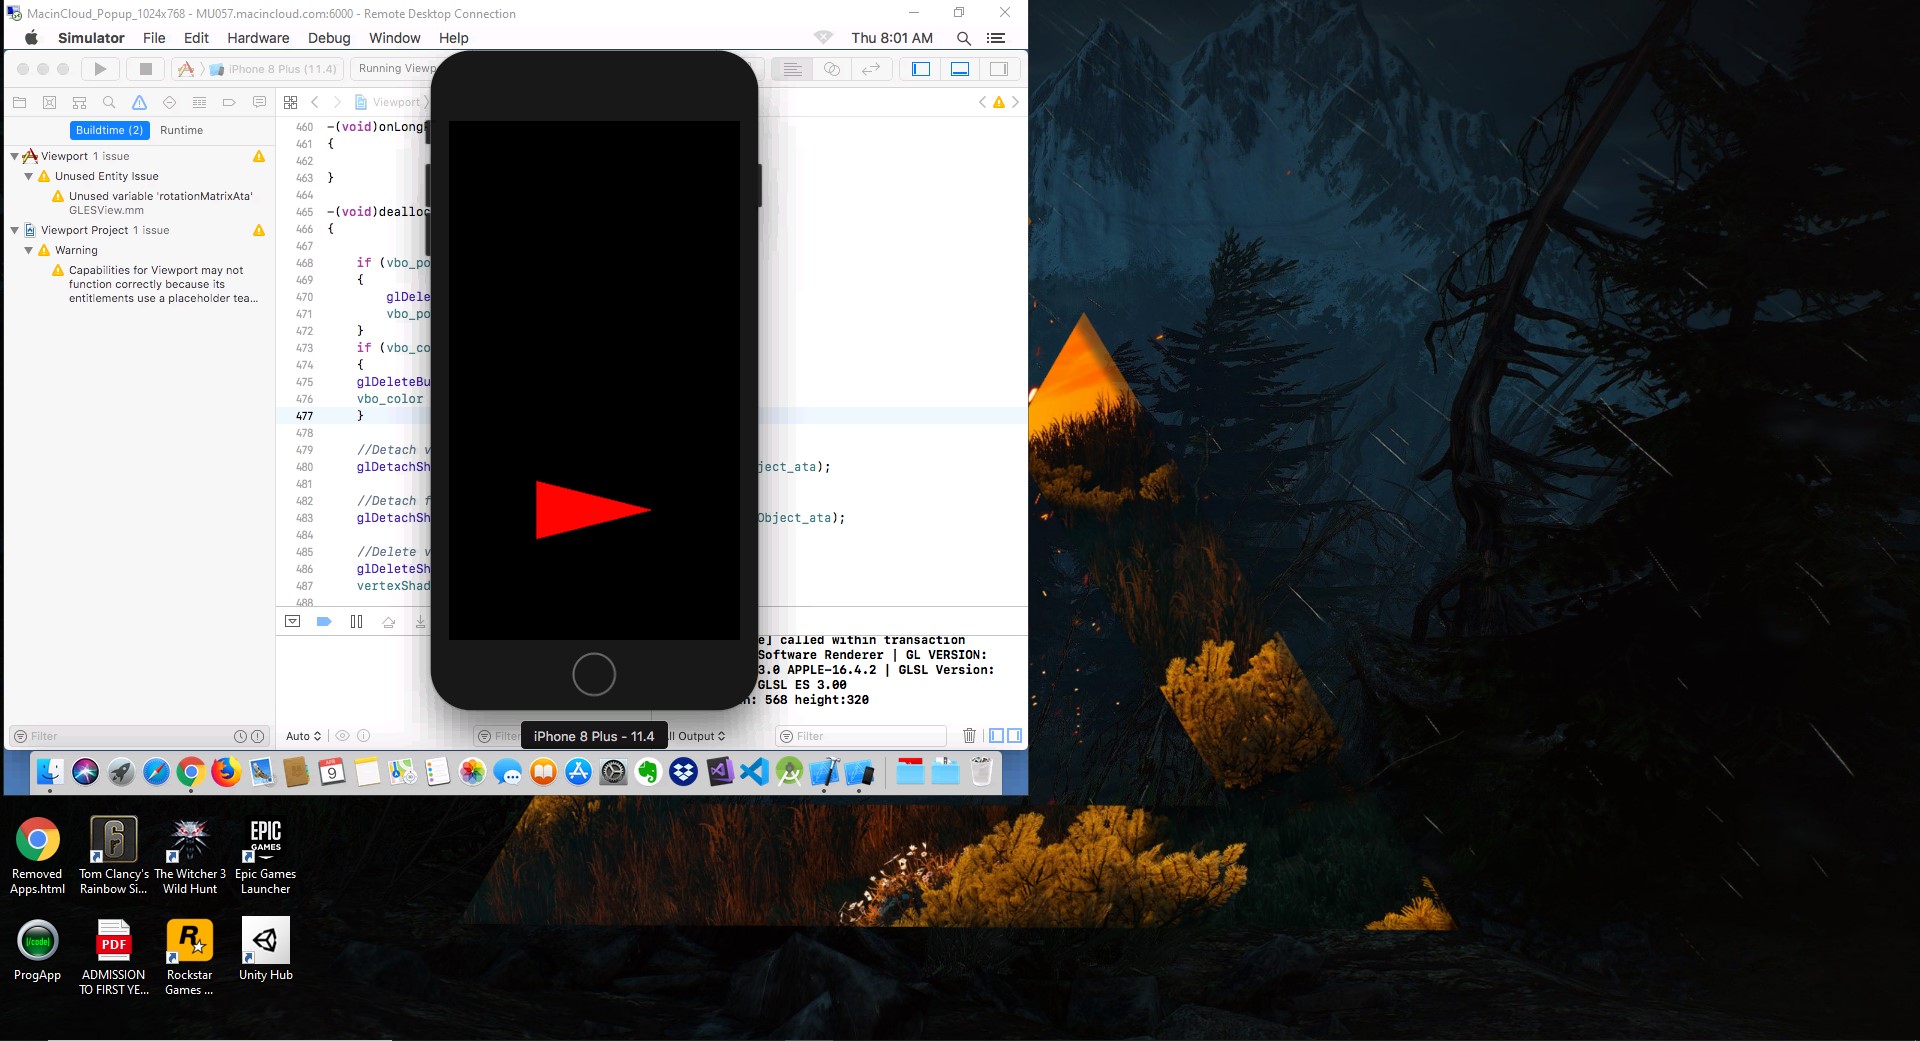 MacinCloud_Popup_1024x768 - MU057.macincloud.com:6000 - Remote Desktop Connection
Simulator File Edit Hardware Debug Window Help Thu 8:01 AM
iPhone 8 Plus (11.4) Running Viewp
Viewport
Buildtime (2) Runtime
Viewport 1 issue
Unused Entity Issue
Unused variable 'rotationMatrixAta'
GLESView.mm
Viewport Project 1 issue
Warning
Capabilities for Viewport may not
function correctly because its
entitlements use a placeholder tea...
Filter
460 -(void)onLong
461 {
462
463 }
464
465 -(void)dealloc
466 {
467
468 if (vbo_po
469 {
470 glDele
471 vbo_po
472 }
473 if (vbo_co
474 {
475 glDeleteBu
476 vbo_color
477 }
478
479 //Detach v
480 glDetachSh ject_ata);
481
482 //Detach f
483 glDetachSh Object_ata);
484
485 //Delete v
486 glDeleteSh
487 vertexShad
488
e] called within transaction
Software Renderer | GL VERSION:
3.0 APPLE-16.4.2 | GLSL Version:
GLSL ES 3.00
: 568 height:320
Auto Filter All Output Filter
iPhone 8 Plus - 11.4
APR
9
Removed
Apps.html
Tom Clancy's
Rainbow Si...
The Witcher 3
Wild Hunt
EPIC
GAMES
Epic Games
Launcher
/code/
ProgApp
PDF
ADMISSION
TO FIRST YE...
R
Rockstar
Games ...
Unity Hub